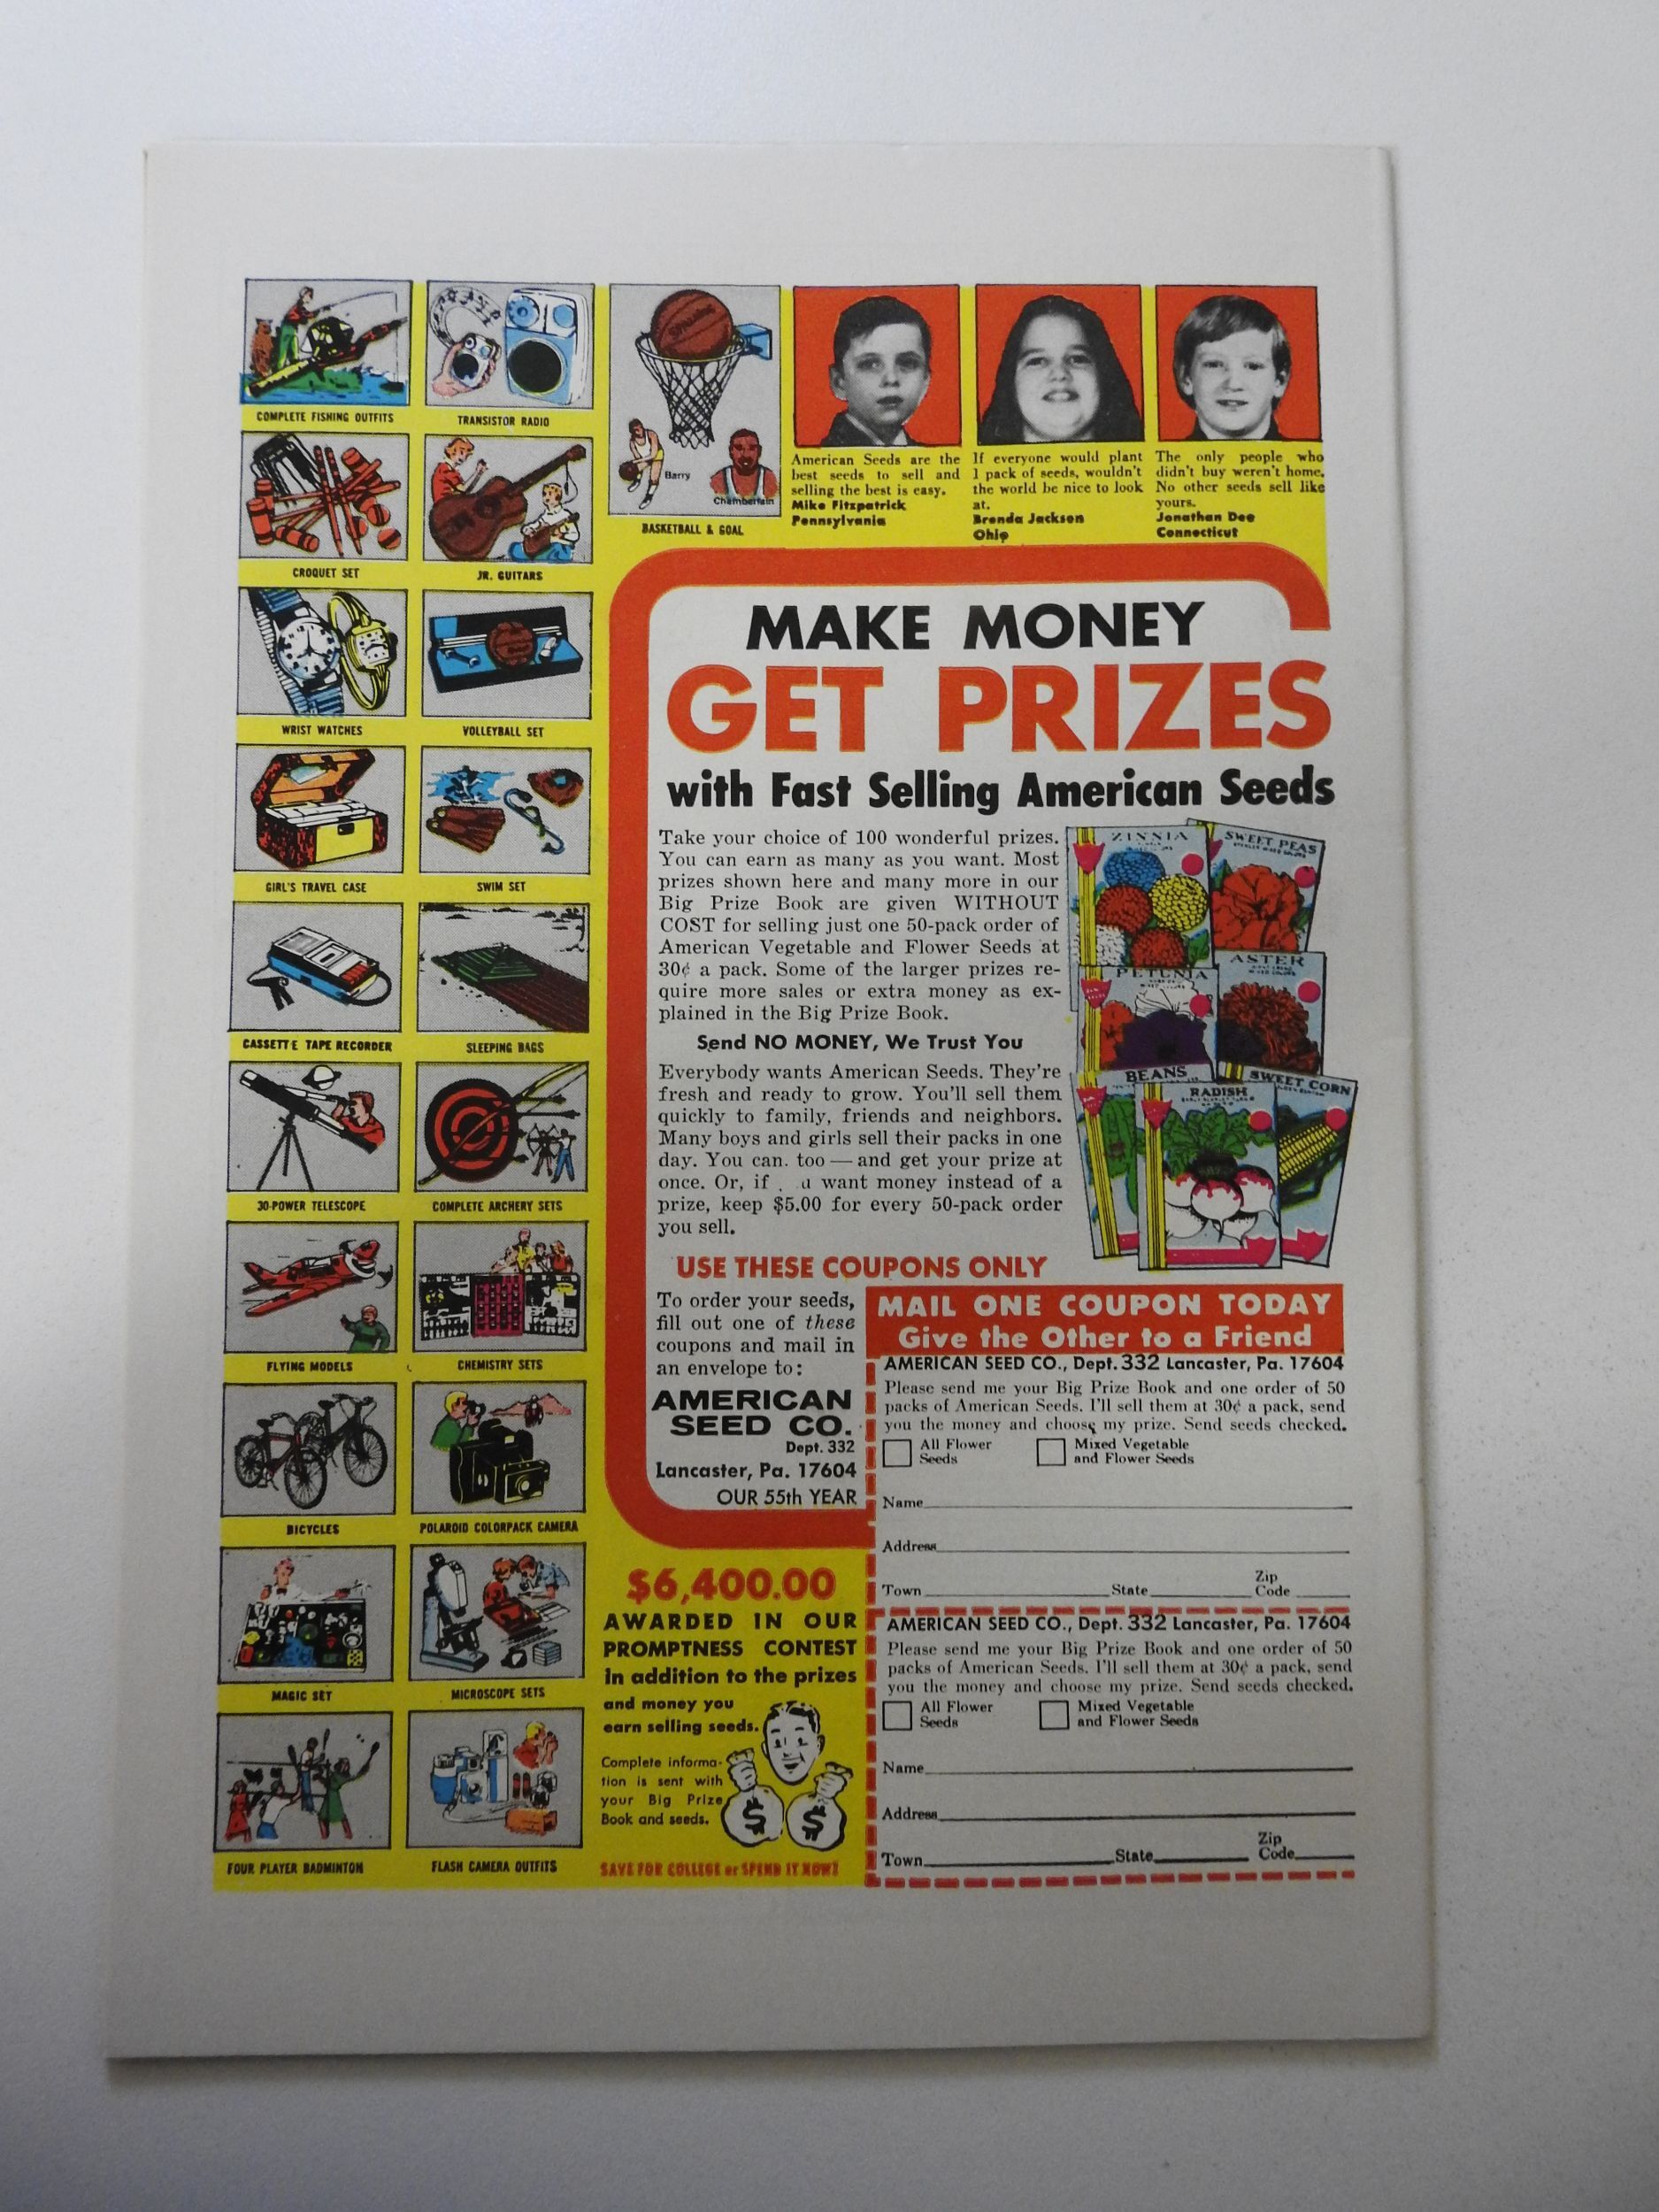 COMPLETE FISHING OUTFITS
TRANSISTOR RADIO
CROQUET SET
JR. GUITARS
WRIST WATCHES
VOLLEYBALL SET
GIRL'S TRAVEL CASE
SWIM SET
CASSETTE TAPE RECORDER
SLEEPING BAGS
30-POWER TELESCOPE
COMPLETE ARCHERY SETS
FLYING MODELS
CHEMISTRY SETS
BICYCLES
POLAROID COLORPACK CAMERA
MAGIC SET
MICROSCOPE SETS
FOUR PLAYER BADMINTON
FLASH CAMERA OUTFITS
Spalding
Barry
Chamberlain
BASKETBALL & GOAL
American Seeds are the
best seeds to sell and
selling the best is easy.
Mike Fitzpatrick
Pennsylvania
If everyone would plant
1 pack of seeds, wouldn't
the world be nice to look
at.
Brenda Jackson
Ohio
The only people who
didn't buy weren't home.
No other seeds sell like
yours.
Jonathan Dee
Connecticut
MAKE MONEY
GET PRIZES
with Fast Selling American Seeds
Take your choice of 100 wonderful prizes.
You can earn as many as you want. Most
prizes shown here and many more in our
Big Prize Book are given WITHOUT
COST for selling just one 50-pack order of
American Vegetable and Flower Seeds at
30¢ a pack. Some of the larger prizes re-
quire more sales or extra money as ex-
plained in the Big Prize Book.
Send NO MONEY, We Trust You
Everybody wants American Seeds. They're
fresh and ready to grow. You'll sell them
quickly to family, friends and neighbors.
Many boys and girls sell their packs in one
day. You can. too — and get your prize at
once. Or, if u want money instead of a
prize, keep $5.00 for every 50-pack order
you sell.
ZINNIA
SWEET PEAS
PETUNIA
ASTER
BEANS
RADISH
SWEET CORN
USE THESE COUPONS ONLY
To order your seeds,
fill out one of these
coupons and mail in
an envelope to:
AMERICAN
SEED CO.
Dept. 332
Lancaster, Pa. 17604
OUR 55th YEAR
MAIL ONE COUPON TODAY
Give the Other to a Friend
AMERICAN SEED CO., Dept. 332 Lancaster, Pa. 17604
Please send me your Big Prize Book and one order of 50
packs of American Seeds. I'll sell them at 30¢ a pack, send
you the money and choose my prize. Send seeds checked.
All Flower
Seeds
Mixed Vegetable
and Flower Seeds
Name
Address
Town State Zip
Code
AMERICAN SEED CO., Dept. 332 Lancaster, Pa. 17604
Please send me your Big Prize Book and one order of 50
packs of American Seeds. I'll sell them at 30¢ a pack, send
you the money and choose my prize. Send seeds checked.
All Flower
Seeds
Mixed Vegetable
and Flower Seeds
Name
Address
Town State Zip
Code
$6,400.00
AWARDED IN OUR
PROMPTNESS CONTEST
in addition to the prizes
and money you
earn selling seeds.
Complete informa-
tion is sent with
your Big Prize
Book and seeds.
$ $
SAVE FOR COLLEGE or SPEND IT NOW!